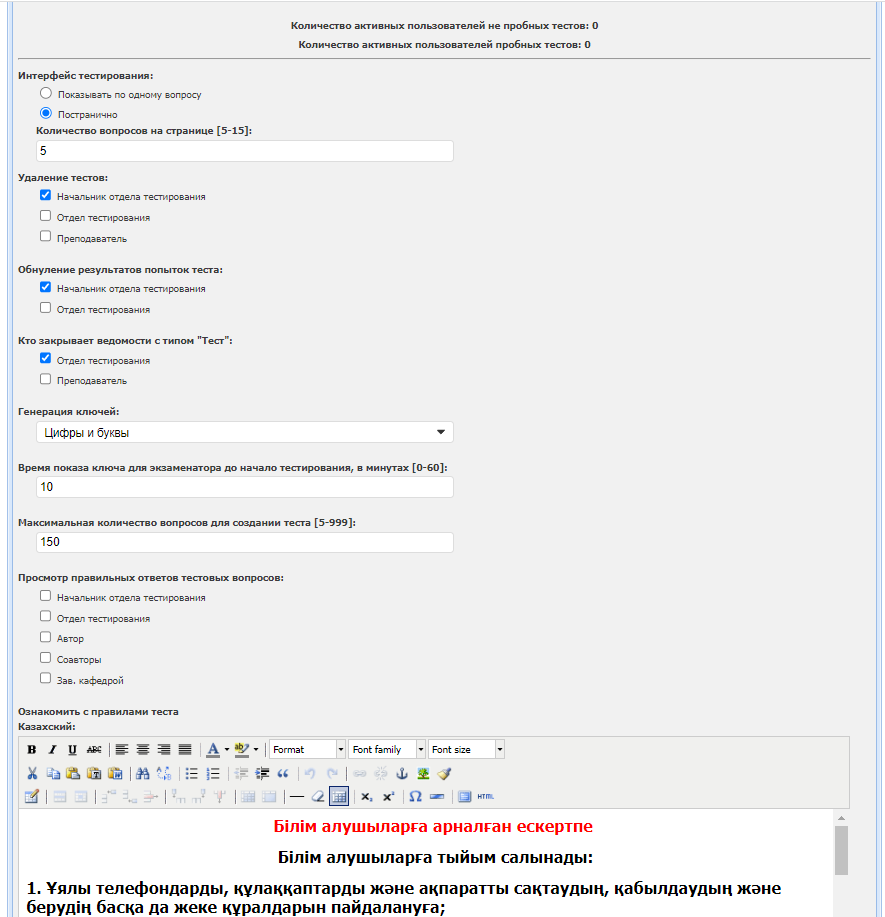 Количество активных пользователей не пробных тестов: 0
Количество активных пользователей пробных тестов: 0
Интерфейс тестирования:
Показывать по одному вопросу
Постранично
Количество вопросов на странице [5-15]:
5
Удаление тестов:
Начальник отдела тестирования
Отдел тестирования
Преподаватель
Обнуление результатов попыток теста:
Начальник отдела тестирования
Отдел тестирования
Кто закрывает ведомости с типом "Тест":
Отдел тестирования
Преподаватель
Генерация ключей:
Цифры и буквы
Время показа ключа для экзаменатора до начало тестирования, в минутах [0-60]:
10
Максимальная количество вопросов для создании теста [5-999]:
150
Просмотр правильных ответов тестовых вопросов:
Начальник отдела тестирования
Отдел тестирования
Автор
Соавторы
Зав. кафедрой
Ознакомить с правилами теста
Казахский:
B I U ABC A ab Format Font family Font size
x₂ x² Ω HTML
Білім алушыларға арналған ескертпе
Білім алушыларға тыйым салынады:
1. Ұялы телефондарды, құлаққаптарды және ақпаратты сақтаудың, қабылдаудың және
берудің басқа да жеке құралдарын пайдалануға;